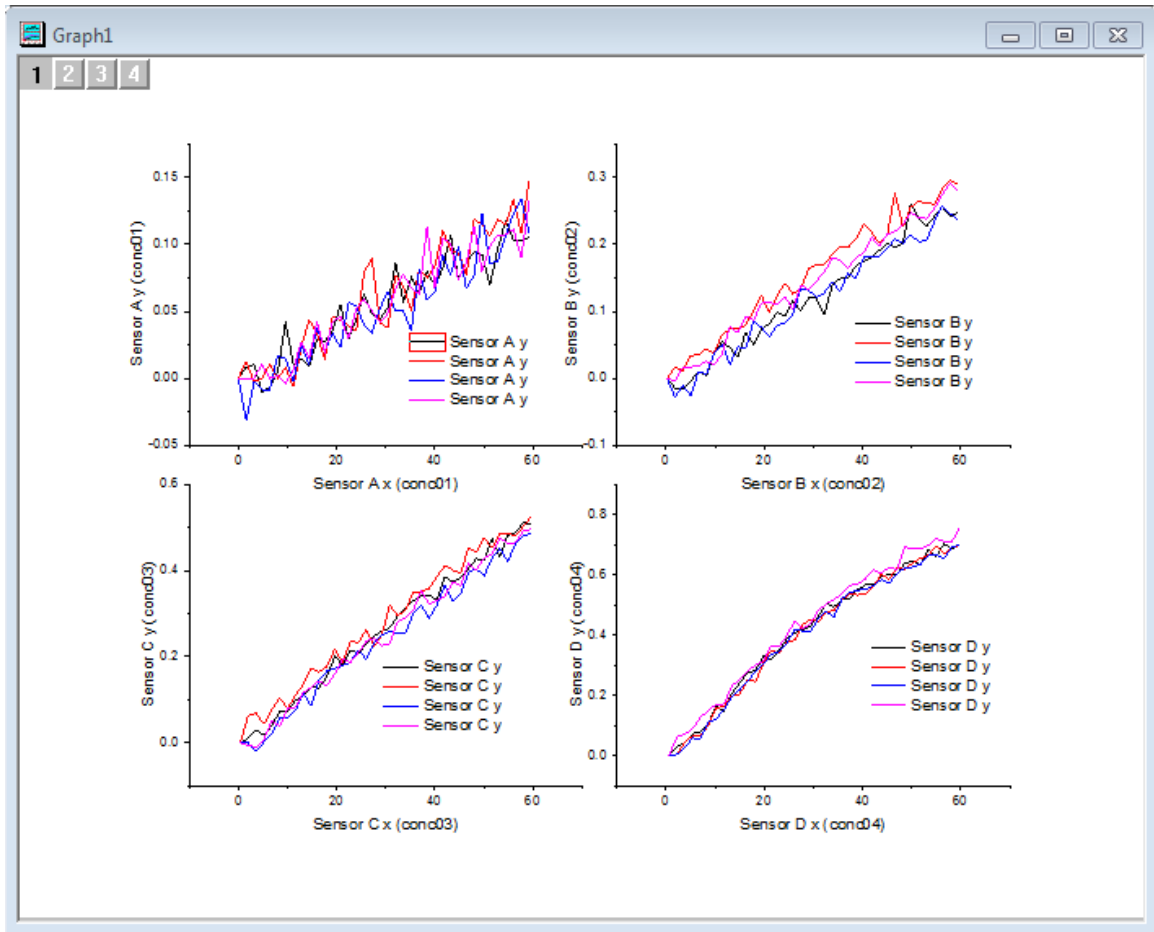 Graph1
1 2 3 4
0.15
0.10
0.05
0.00
-0.05
Sensor A y (conc01)
Sensor A y
Sensor A y
Sensor A y
Sensor A y
0 20 40 60
Sensor A x (conc01)
0.3
0.2
0.1
0.0
-0.1
Sensor B y (conc02)
Sensor B y
Sensor B y
Sensor B y
Sensor B y
0 20 40 60
Sensor B x (conc02)
0.6
0.4
0.2
0.0
Sensor C y (conc03)
Sensor C y
Sensor C y
Sensor C y
Sensor C y
0 20 40 60
Sensor C x (conc03)
0.8
0.6
0.4
0.2
0.0
Sensor D y (conc04)
Sensor D y
Sensor D y
Sensor D y
Sensor D y
0 20 40 60
Sensor D x (conc04)